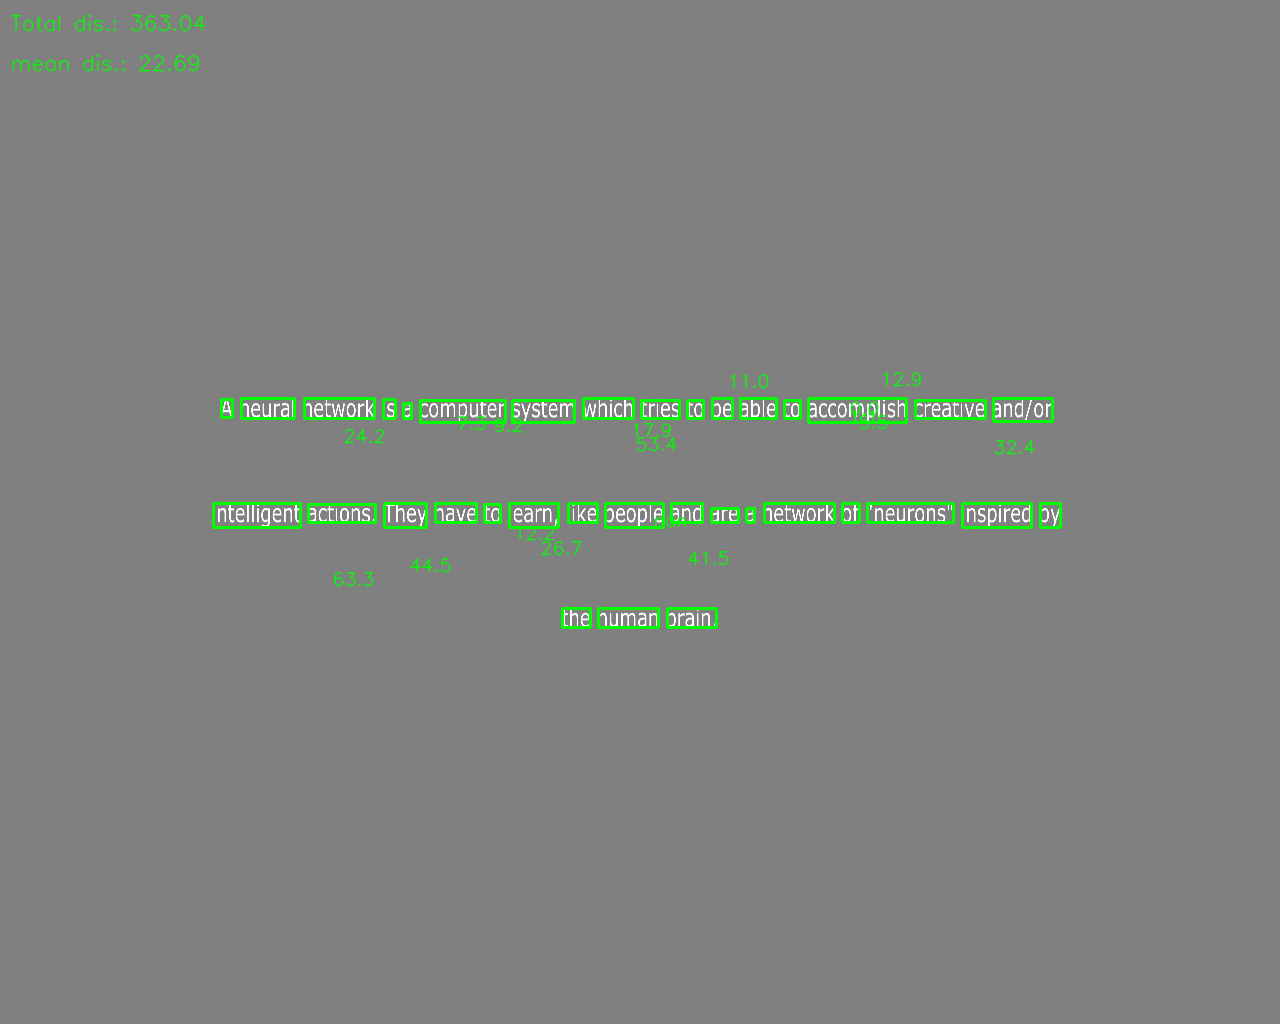 Total dis.: 363.04
mean dis.: 22.69
11.0 12.9
A neural network is a computer system which tries to be able to accomplish creative and/or
24.2 7.5 9.2 17.9
53.4 32.4
intelligent actions. They have to learn, like people and are a network of "neurons" inspired by
12.2 26.7 41.5
63.3 44.5
the human brain.